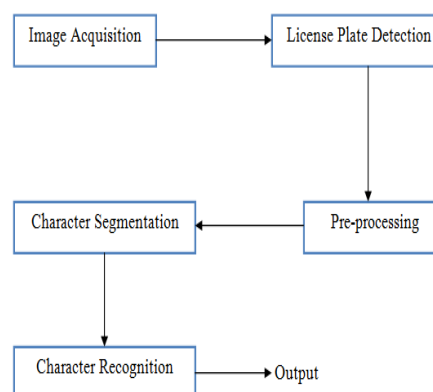 Image Acquisition
License Plate Detection
Pre-processing
Character Segmentation
Character Recognition
Output